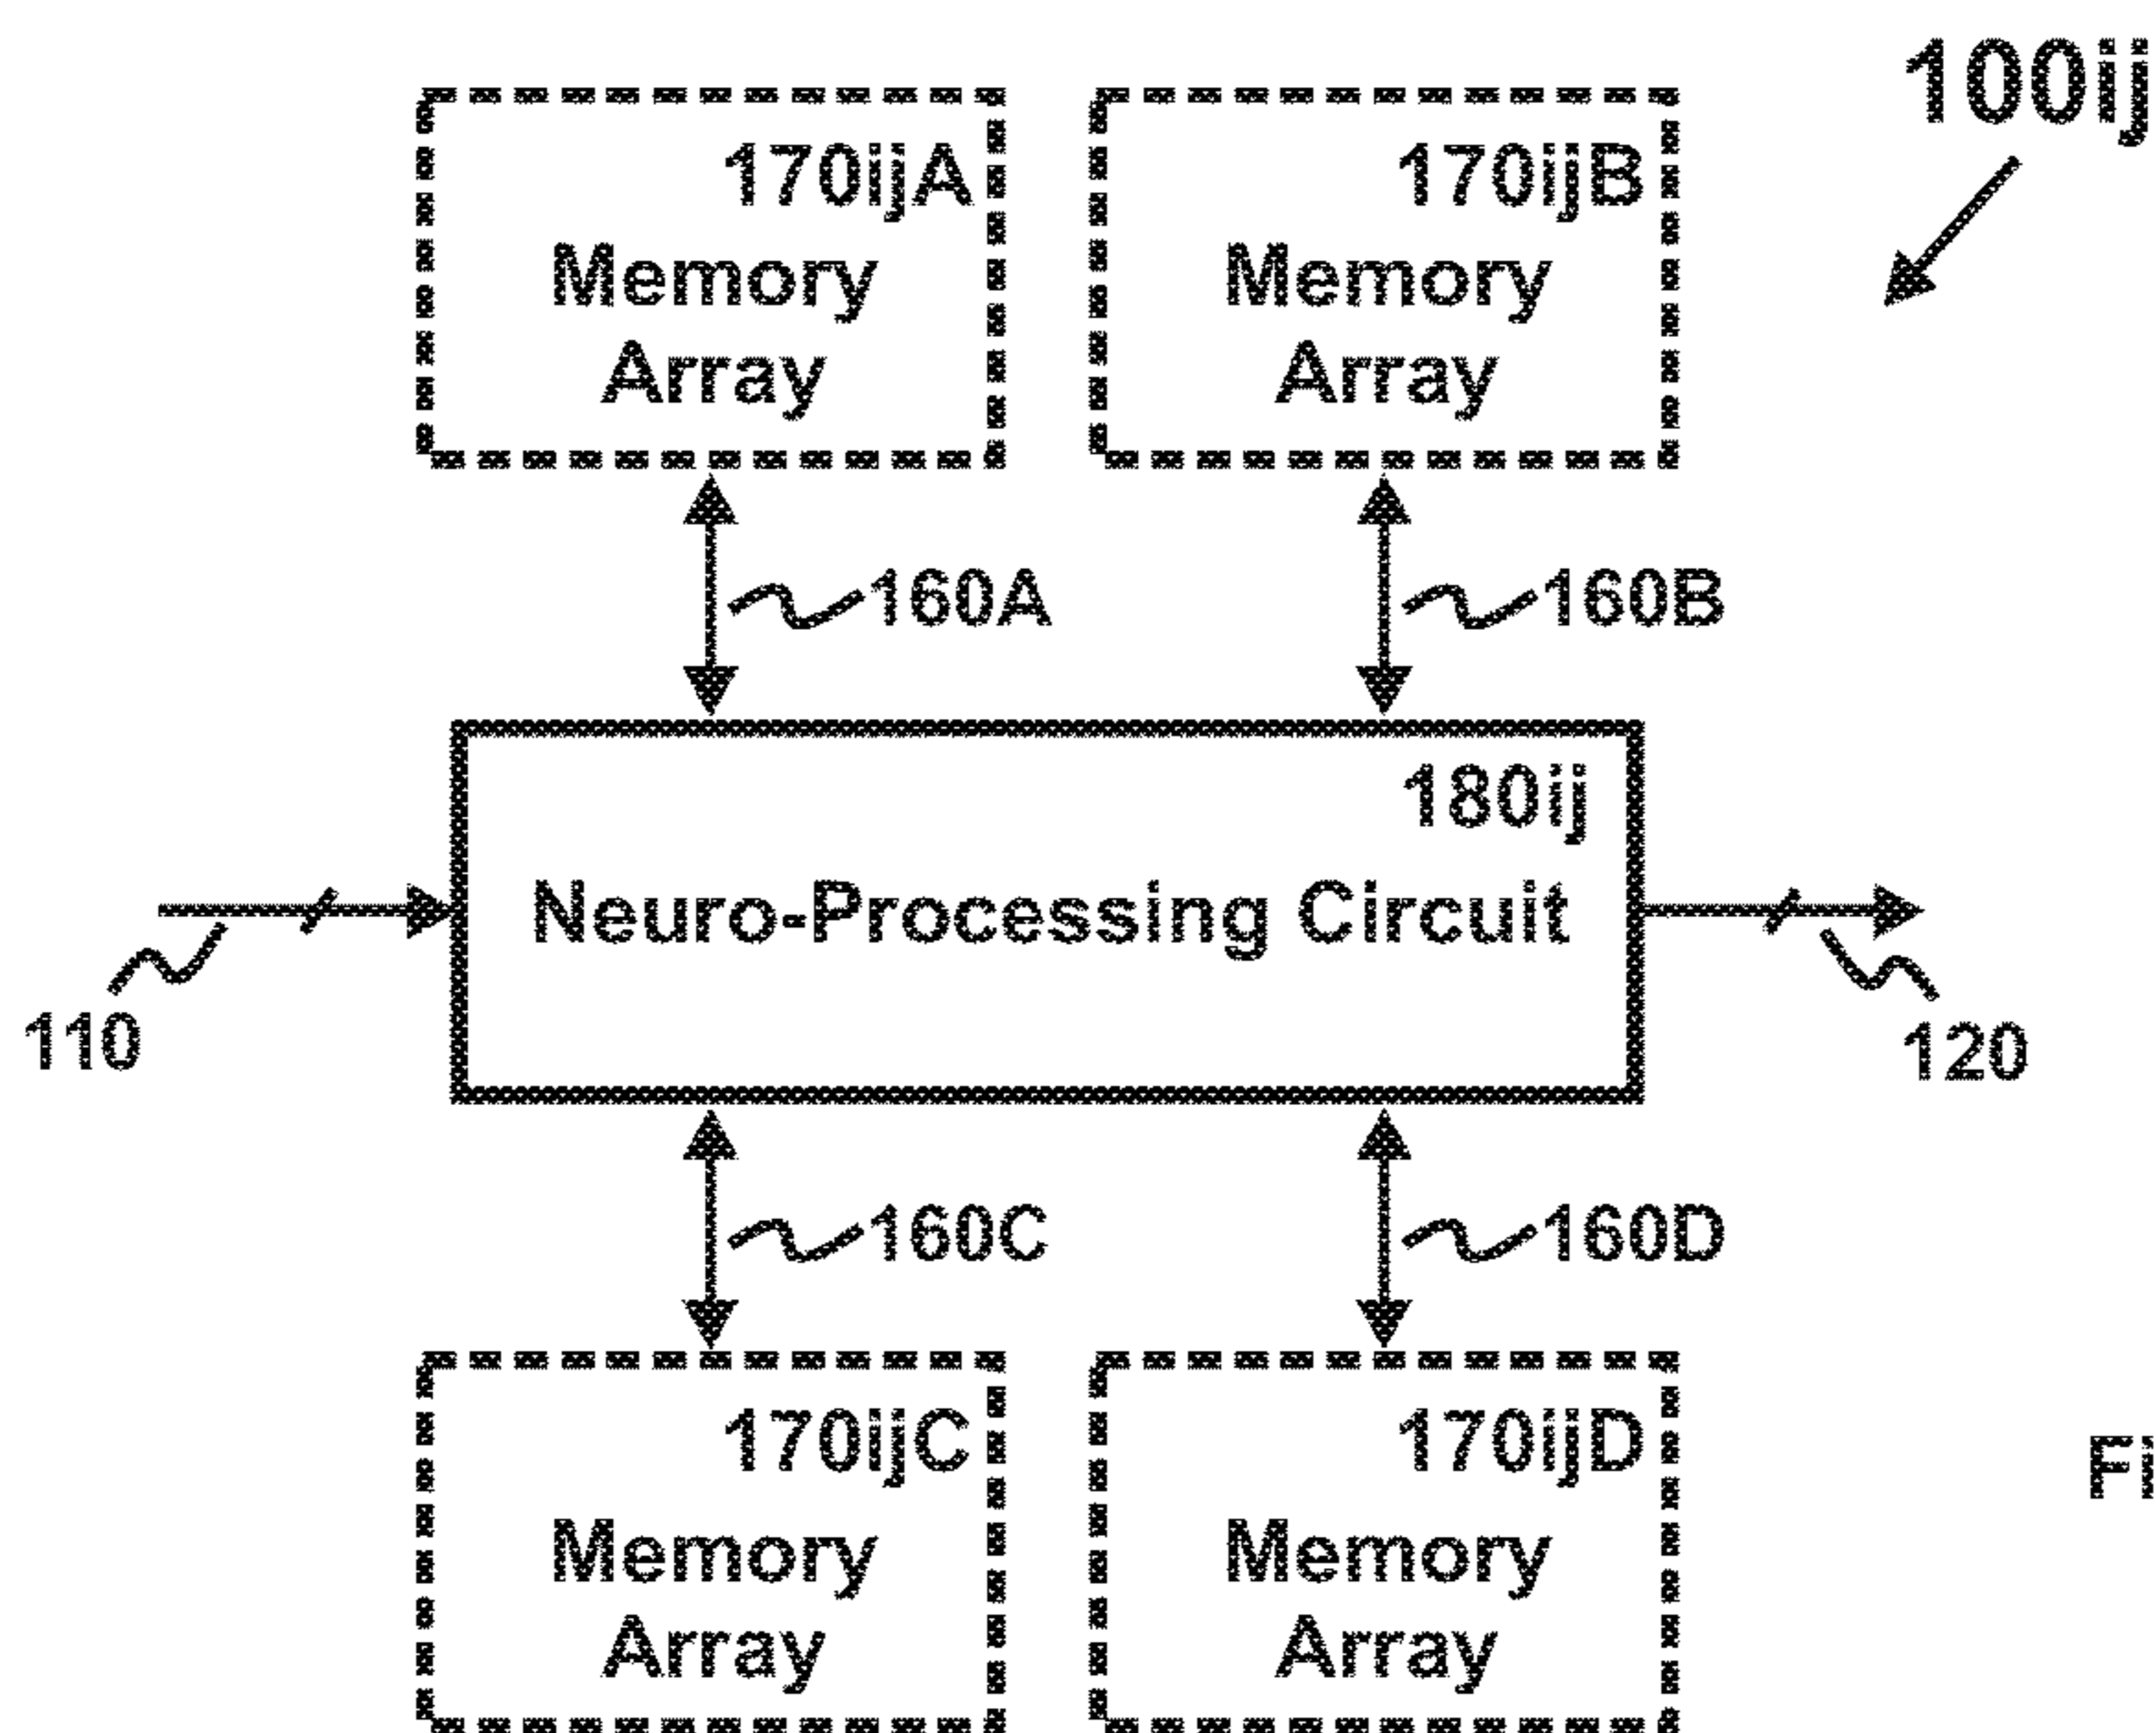 100ij
170ijA
Memory
Array
170ijB
Memory
Array
160A
160B
180ij
Neuro-Processing Circuit
110
120
160C
160D
170ijC
Memory
Array
170ijD
Memory
Array
Fi